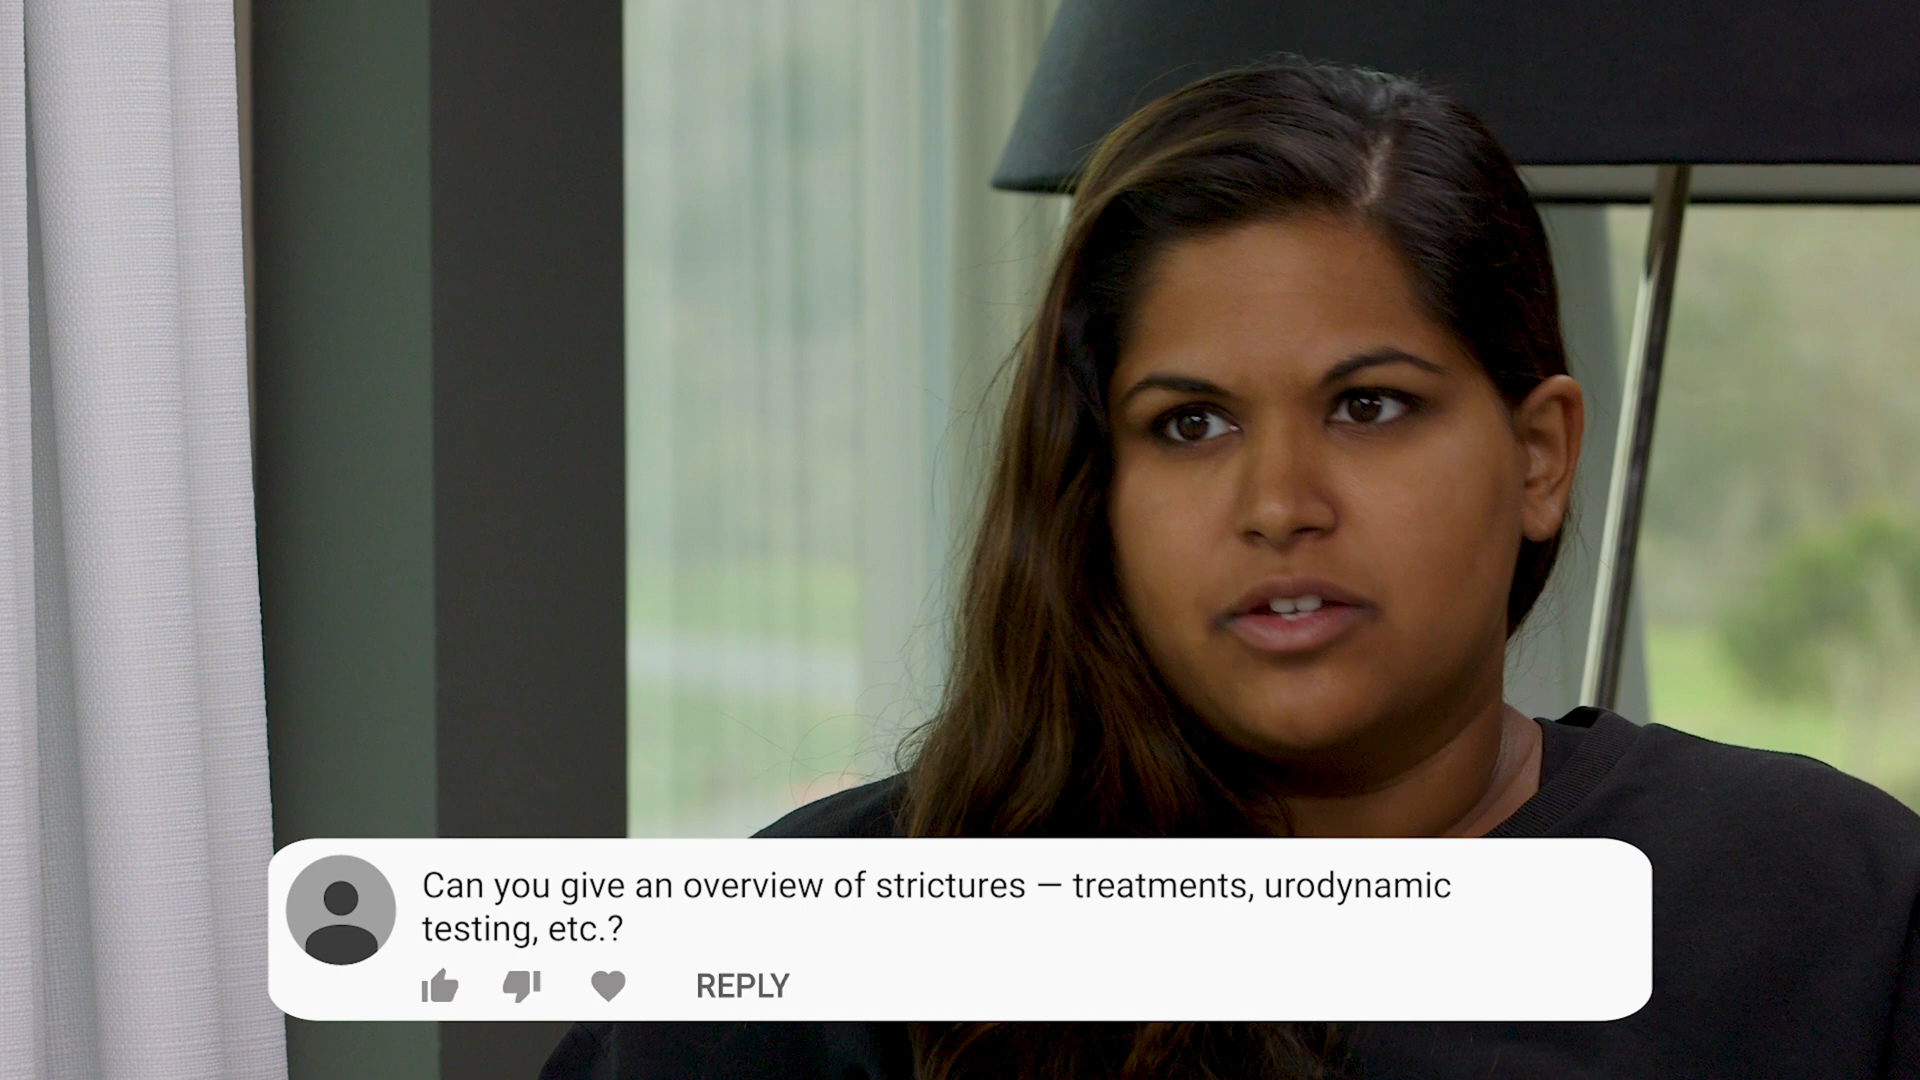 Can you give an overview of strictures — treatments, urodynamic
testing, etc.?
REPLY